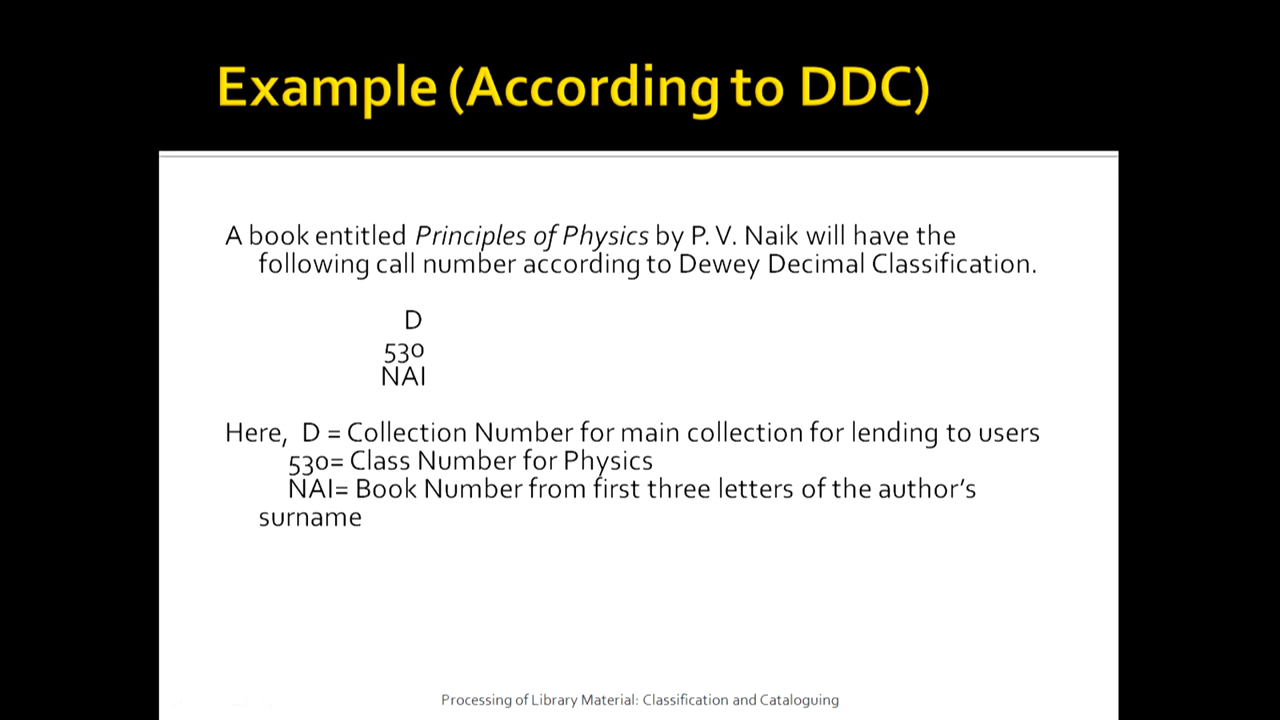 Example (According to DDC)
A book entitled Principles of Physics by P. V. Naik will have the
following call number according to Dewey Decimal Classification.
D
530
NAI
Here, D = Collection Number for main collection for lending to users
530= Class Number for Physics
NAI= Book Number from first three letters of the author's
surname
Processing of Library Material: Classification and Cataloguing